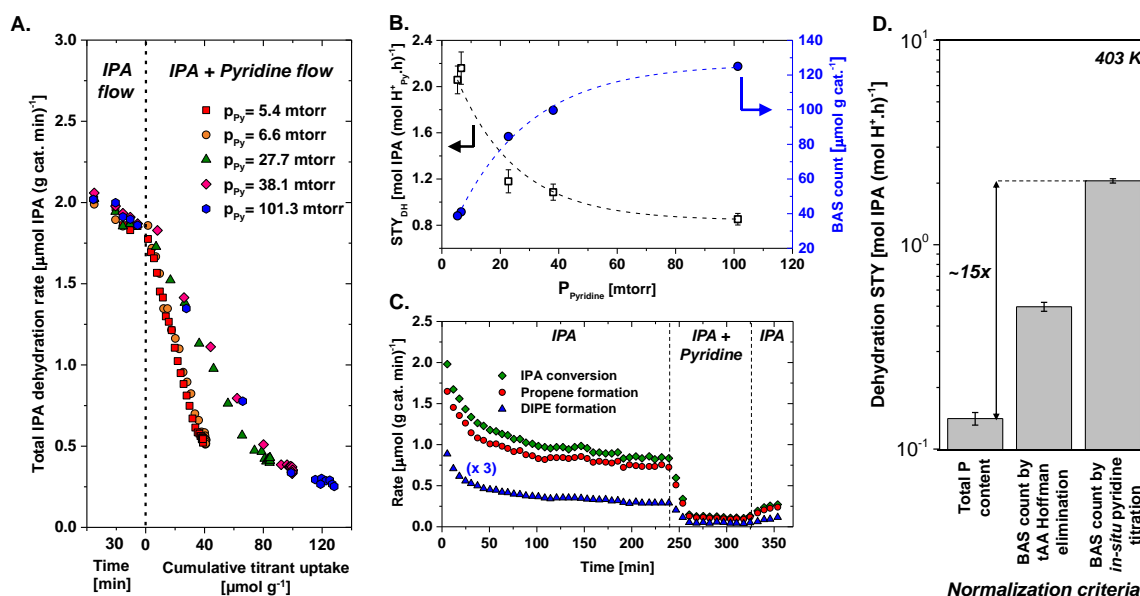 A.
Total IPA dehydration rate [μmol IPA (g cat. min)⁻¹]
3.0
2.5
2.0
1.5
1.0
0.5
0.0
IPA
flow
IPA + Pyridine flow
pPy= 5.4 mtorr
pPy= 6.6 mtorr
pPy= 27.7 mtorr
pPy= 38.1 mtorr
pPy= 101.3 mtorr
30 0 40 80 120
Time
[min]
Cumulative titrant uptake
[μmol g⁻¹]
B.
STYDH [mol IPA (mol H⁺Py.h)⁻¹]
2.4
2.0
1.6
1.2
0.8
140
120
100
80
60
40
20
BAS count [μmol g cat.⁻¹]
0 20 40 60 80 100 120
PPyridine [mtorr]
C.
Rate [μmol (g cat. min)⁻¹]
2.5
2.0
1.5
1.0
0.5
0.0
IPA
IPA +
Pyridine
IPA
IPA conversion
Propene formation
DIPE formation
(x 3)
0 50 100 150 200 250 300 350
Time [min]
D.
Dehydration STY [mol IPA (mol H⁺.h)⁻¹]
10¹
10⁰
10⁻¹
403 K
~15x
Total P
content
BAS count by
tAA Hoffman
elimination
BAS count by
in-situ pyridine
titration
Normalization criteria